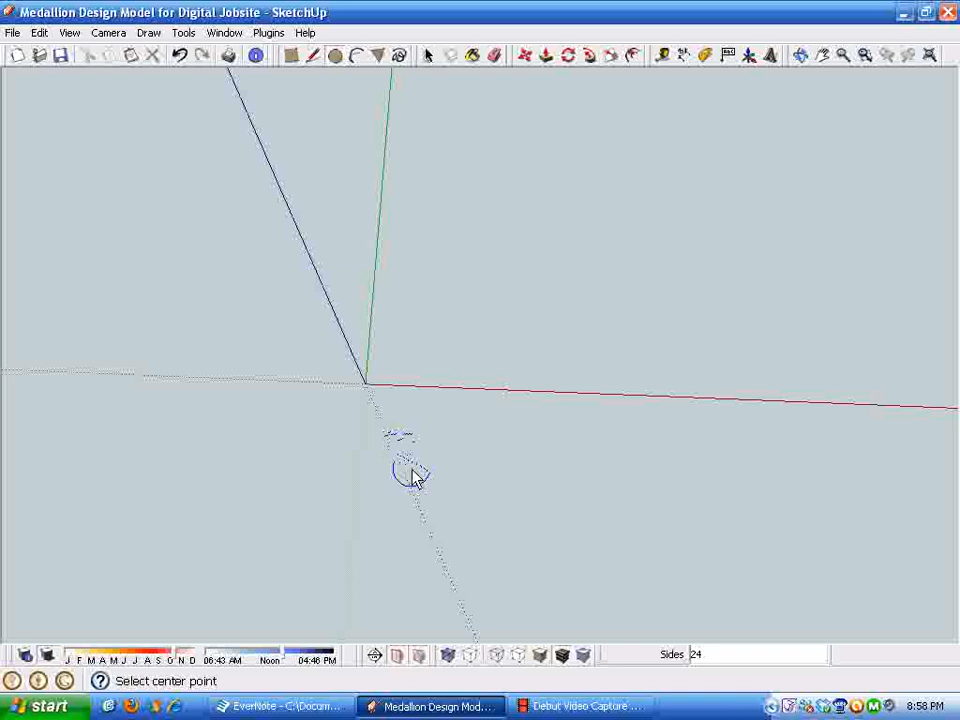 Medallion Design Model for Digital Jobsite - SketchUp
File Edit View Camera Draw Tools Window Plugins Help
J F M A M J J A S O N D 06:43 AM Noon 04:46 PM Sides 24
Select center point
start EverNote - C:\Docum... Medallion Design Mod... Debut Video Capture ... 8:58 PM